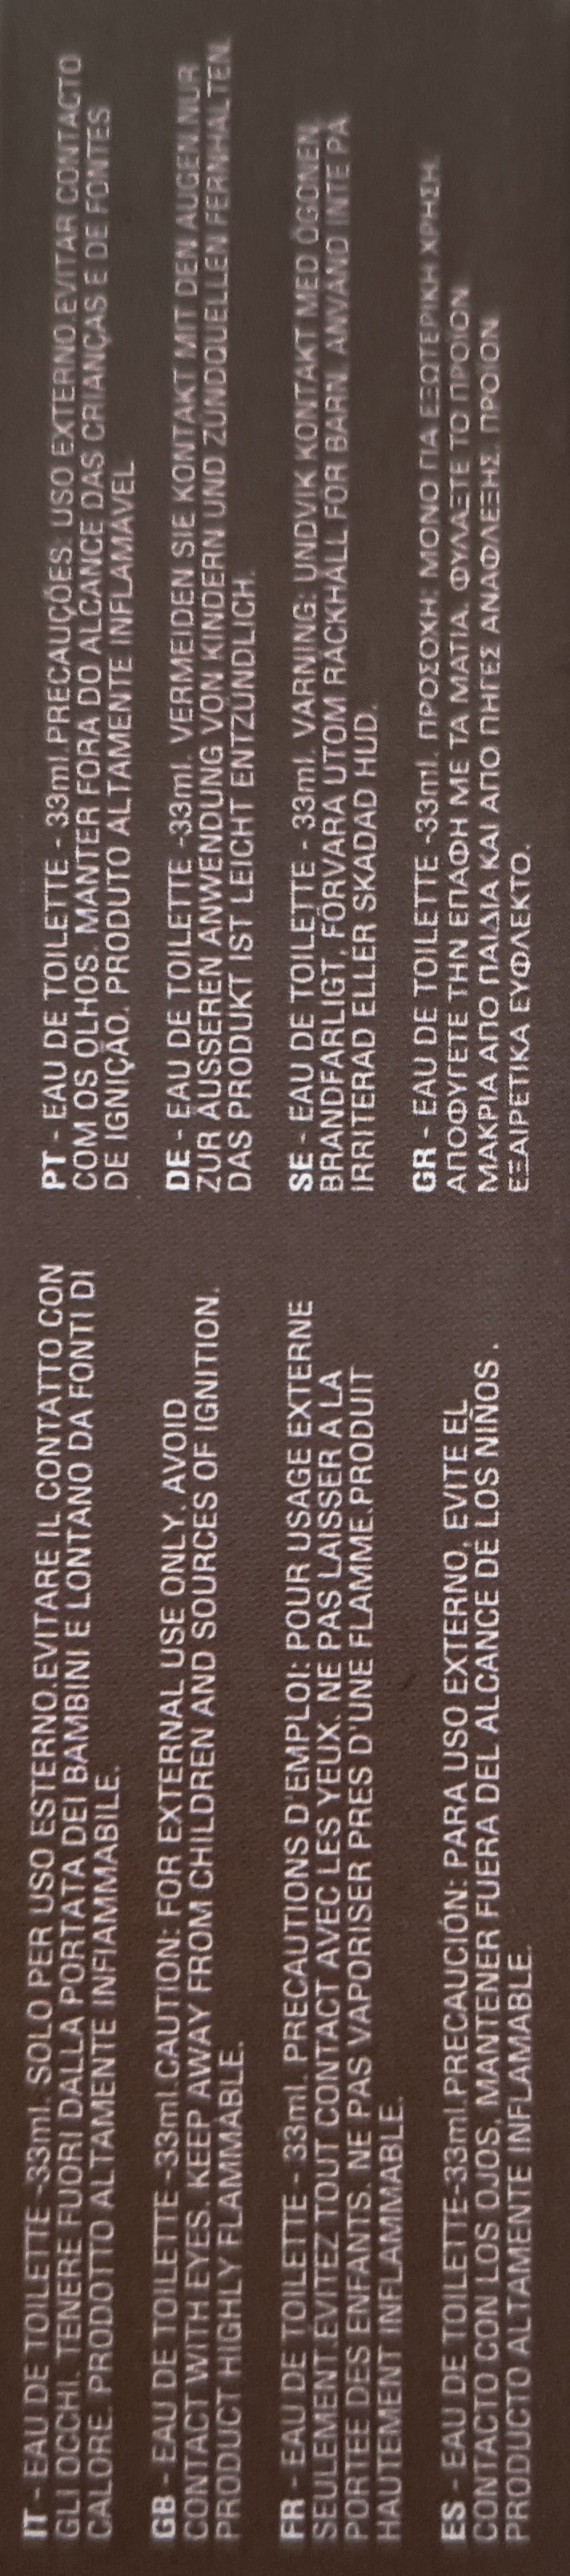 IT - EAU DE TOILETTE -33ml. SOLO PER USO ESTERNO.EVITARE IL CONTATTO CON
GLI OCCHI. TENERE FUORI DALLA PORTATA DEI BAMBINI E LONTANO DA FONTI DI
CALORE. PRODOTTO ALTAMENTE INFIAMMABILE.
GB - EAU DE TOILETTE -33ml.CAUTION: FOR EXTERNAL USE ONLY. AVOID
CONTACT WITH EYES. KEEP AWAY FROM CHILDREN AND SOURCES OF IGNITION.
PRODUCT HIGHLY FLAMMABLE.
FR - EAU DE TOILETTE - 33ml. PRECAUTIONS D'EMPLOI: POUR USAGE EXTERNE
SEULEMENT EVITEZ TOUT CONTACT AVEC LES YEUX. NE PAS LAISSER A LA
PORTEE DES ENFANTS. NE PAS VAPORISER PRES D'UNE FLAMME.PRODUIT
HAUTEMENT INFLAMMABLE.
ES - EAU DE TOILETTE-33ml.PRECAUCIÓN: PARA USO EXTERNO, EVITE EL
CONTACTO CON LOS OJOS, MANTENER FUERA DEL ALCANCE DE LOS NIÑOS .
PRODUCTO ALTAMENTE INFLAMABLE.
PT - EAU DE TOILETTE - 33ml.PRECAUÇÕES: USO EXTERNO.EVITAR CONTACTO
COM OS OLHOS. MANTER FORA DO ALCANCE DAS CRIANÇAS E DE FONTES
DE IGNIÇÃO. PRODUTO ALTAMENTE INFLAMÁVEL
DE - EAU DE TOILETTE -33ml. VERMEIDEN SIE KONTAKT MIT DEN AUGEN.NUR
ZUR ÄUSSEREN ANWENDUNG VON KINDERN UND ZÜNDQUELLEN FERNHALTEN.
DAS PRODUKT IST LEICHT ENTZÜNDLICH.
SE - EAU DE TOILETTE - 33ml. VARNING: UNDVIK KONTAKT MED ÖGONEN,
BRANDFARLIGT, FÖRVARA UTOM RÄCKHÅLL FÖR BARN. ANVÄND INTE PÅ
IRRITERAD ELLER SKADAD HUD.
GR - EAU DE TOILETTE -33ml. ΠΡΟΣΟΧΗ: ΜΟΝΟ ΓΙΑ ΕΞΩΤΕΡΙΚΗ ΧΡΗΣΗ.
ΑΠΟΦΥΓΕΤΕ ΤΗΝ ΕΠΑΦΗ ΜΕ ΤΑ ΜΑΤΙΑ. ΦΥΛΑΞΤΕ ΤΟ ΠΡΟΪΟΝ
ΜΑΚΡΙΑ ΑΠΟ ΠΑΙΔΙΑ ΚΑΙ ΑΠΟ ΠΗΓΕΣ ΑΝΑΦΛΕΞΗΣ. ΠΡΟΪΟΝ
ΕΞΑΙΡΕΤΙΚΑ ΕΥΦΛΕΚΤΟ.